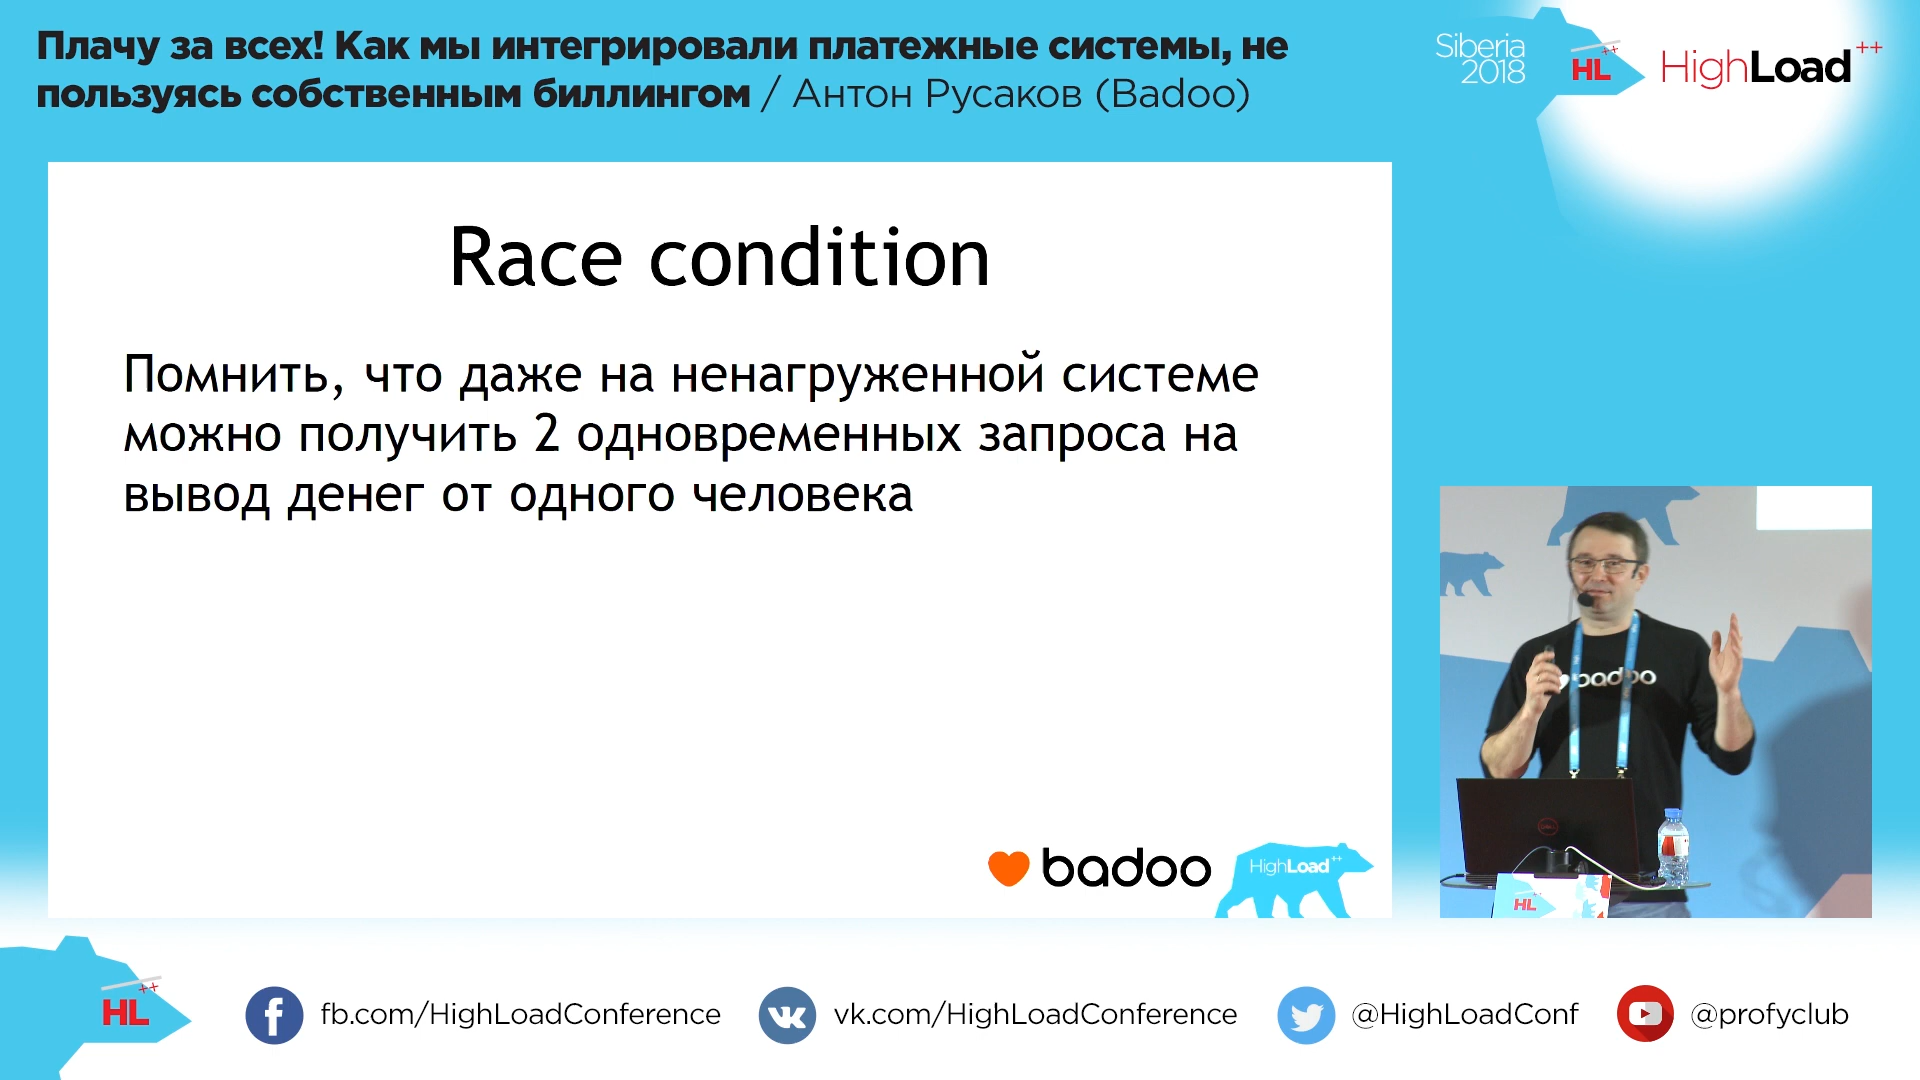 Плачу за всех! Как мы интегрировали платежные системы, не
пользуясь собственным биллингом / Антон Русаков (Badoo)
Siberia
2018
HL++
HighLoad++
Race condition
Помнить, что даже на ненагруженной системе
можно получить 2 одновременных запроса на
вывод денег от одного человека
badoo
HighLoad++
badoo
HL
HL++
fb.com/HighLoadConference
vk.com/HighLoadConference
@HighLoadConf
@profyclub